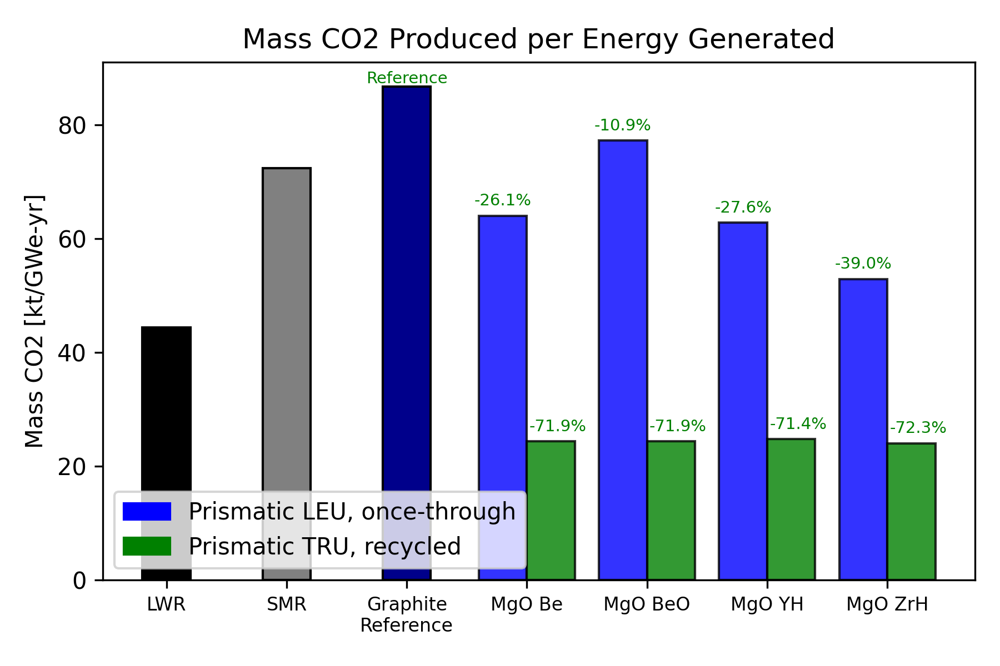 Mass CO2 Produced per Energy Generated
Mass CO2 [kt/GWe-yr]
80
60
40
20
0
Reference
-26.1%
-10.9%
-27.6%
-39.0%
-71.9%
-71.9%
-71.4%
-72.3%
Prismatic LEU, once-through
Prismatic TRU, recycled
LWR
SMR
Graphite
Reference
MgO Be
MgO BeO
MgO YH
MgO ZrH